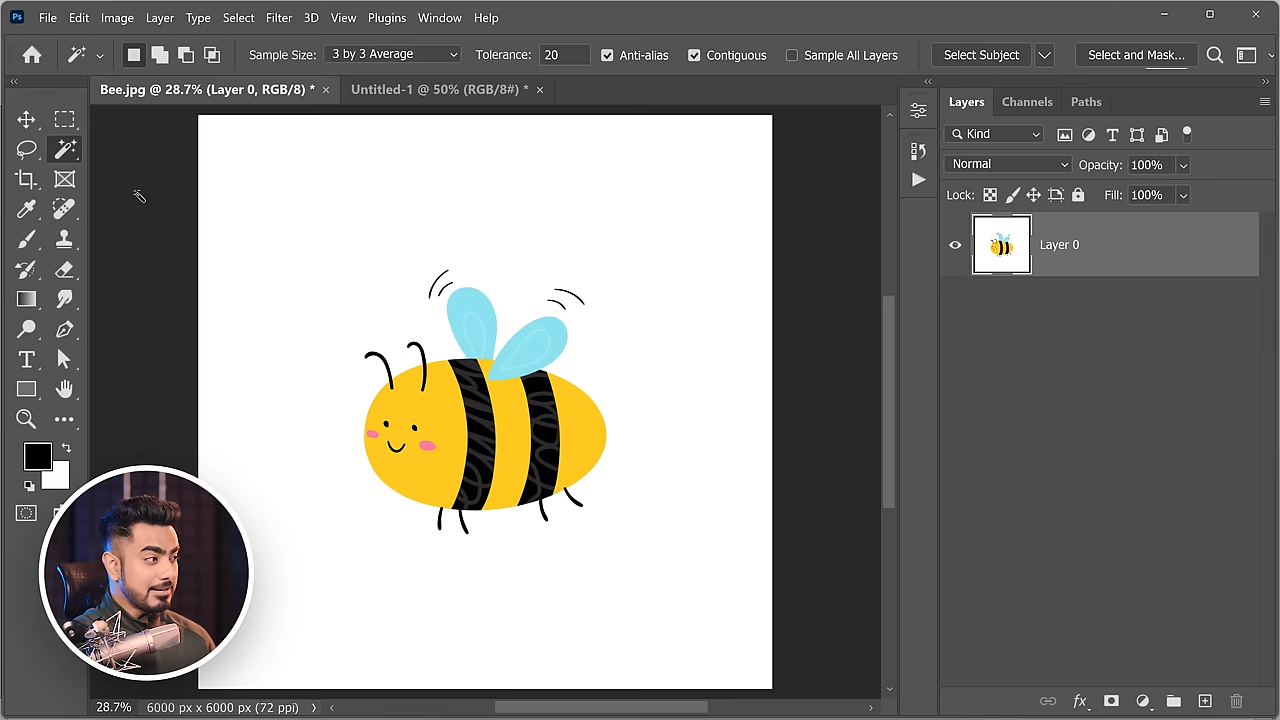 Ps File Edit Image Layer Type Select Filter 3D View Plugins Window Help
Sample Size: 3 by 3 Average Tolerance: 20 Anti-alias Contiguous Sample All Layers Select Subject Select and Mask...
Bee.jpg @ 28.7% (Layer 0, RGB/8) * × Untitled-1 @ 50% (RGB/8#) * ×
Layers Channels Paths
Kind
Normal Opacity: 100%
Lock: Fill: 100%
Layer 0
28.7% 6000 px x 6000 px (72 ppi)
fx